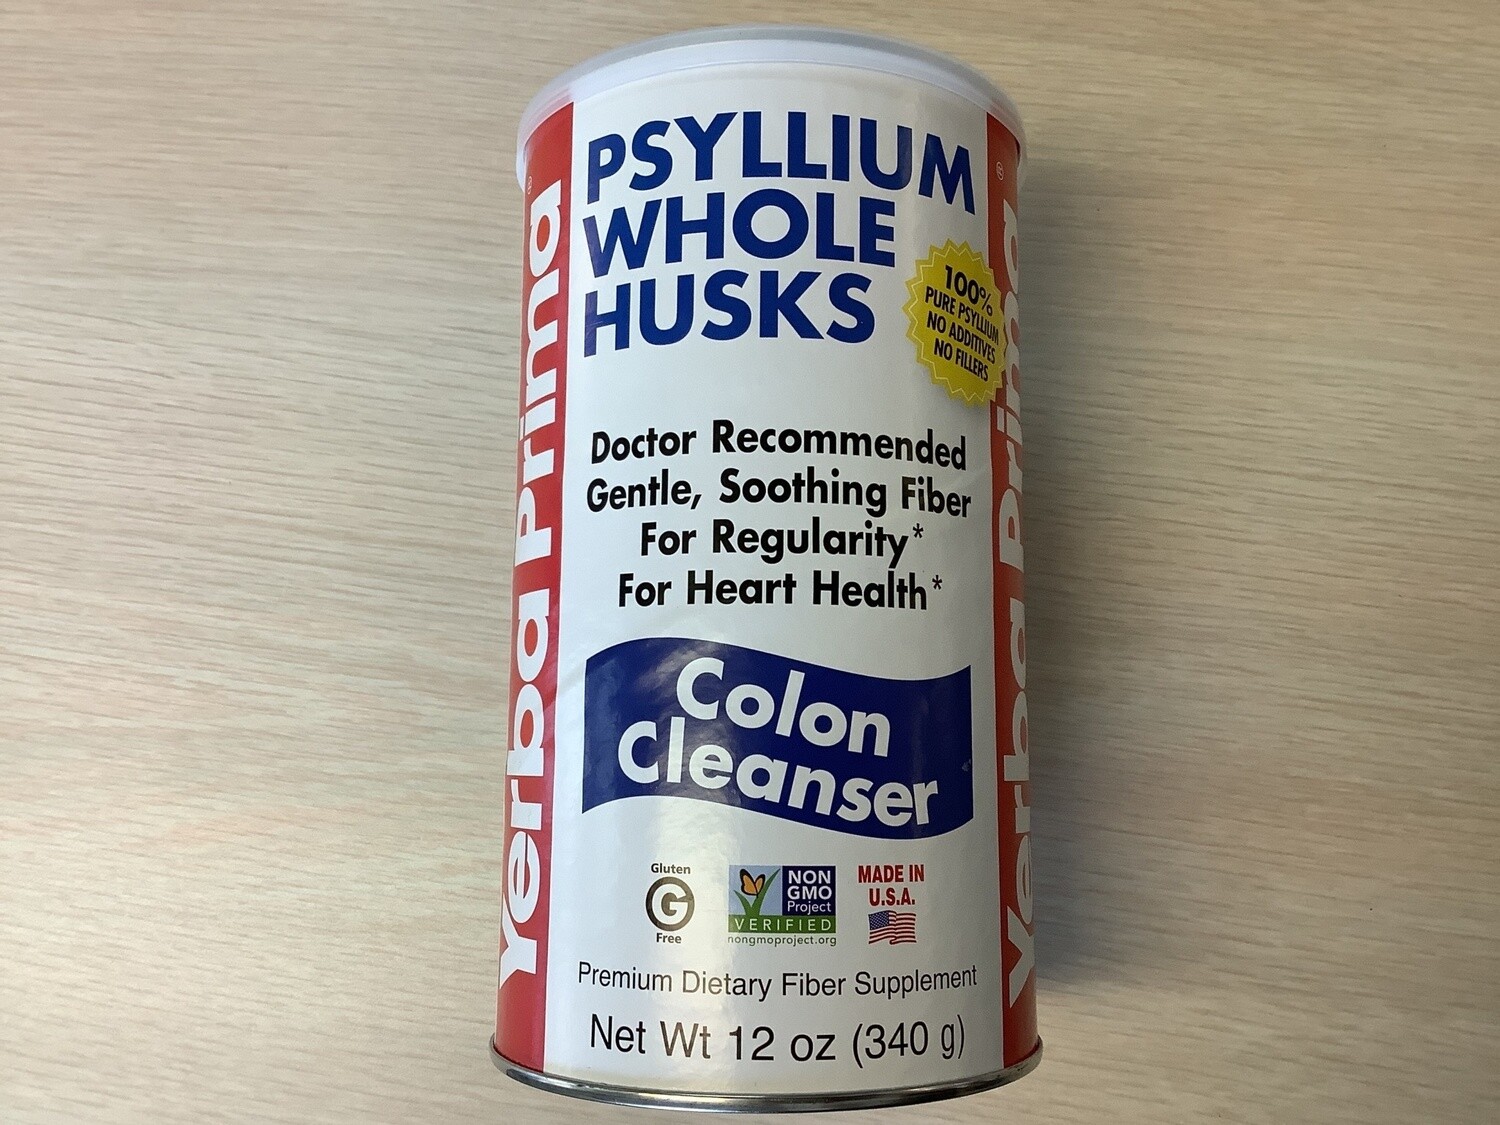 PSYLLIUM
WHOLE
HUSKS
100%
PURE PSYLLIUM
NO ADDITIVES
NO FILLERS
Doctor Recommended
Gentle, Soothing Fiber
For Regularity*
For Heart Health*
Colon
Cleanser
Gluten
G
Free
NON
GMO
Project
VERIFIED
nongmoproject.org
MADE IN
U.S.A.
Premium Dietary Fiber Supplement
Net Wt 12 oz (340 g)
Yerba Prima®
Yerba Prima®